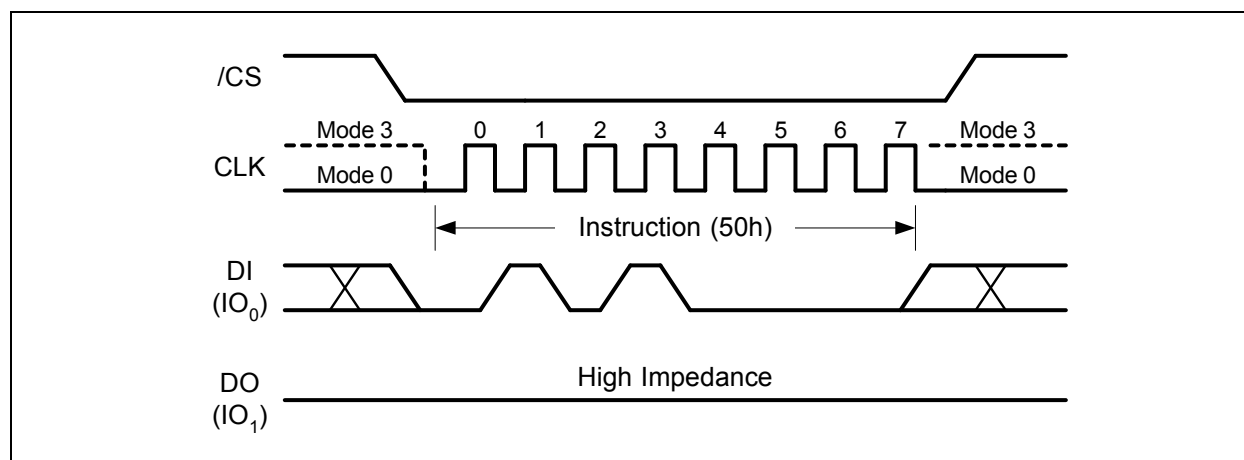 /CS
Mode 3 0 1 2 3 4 5 6 7 Mode 3
CLK
Mode 0 Mode 0
Instruction (50h)
DI
(IO0)
High Impedance
DO
(IO1)